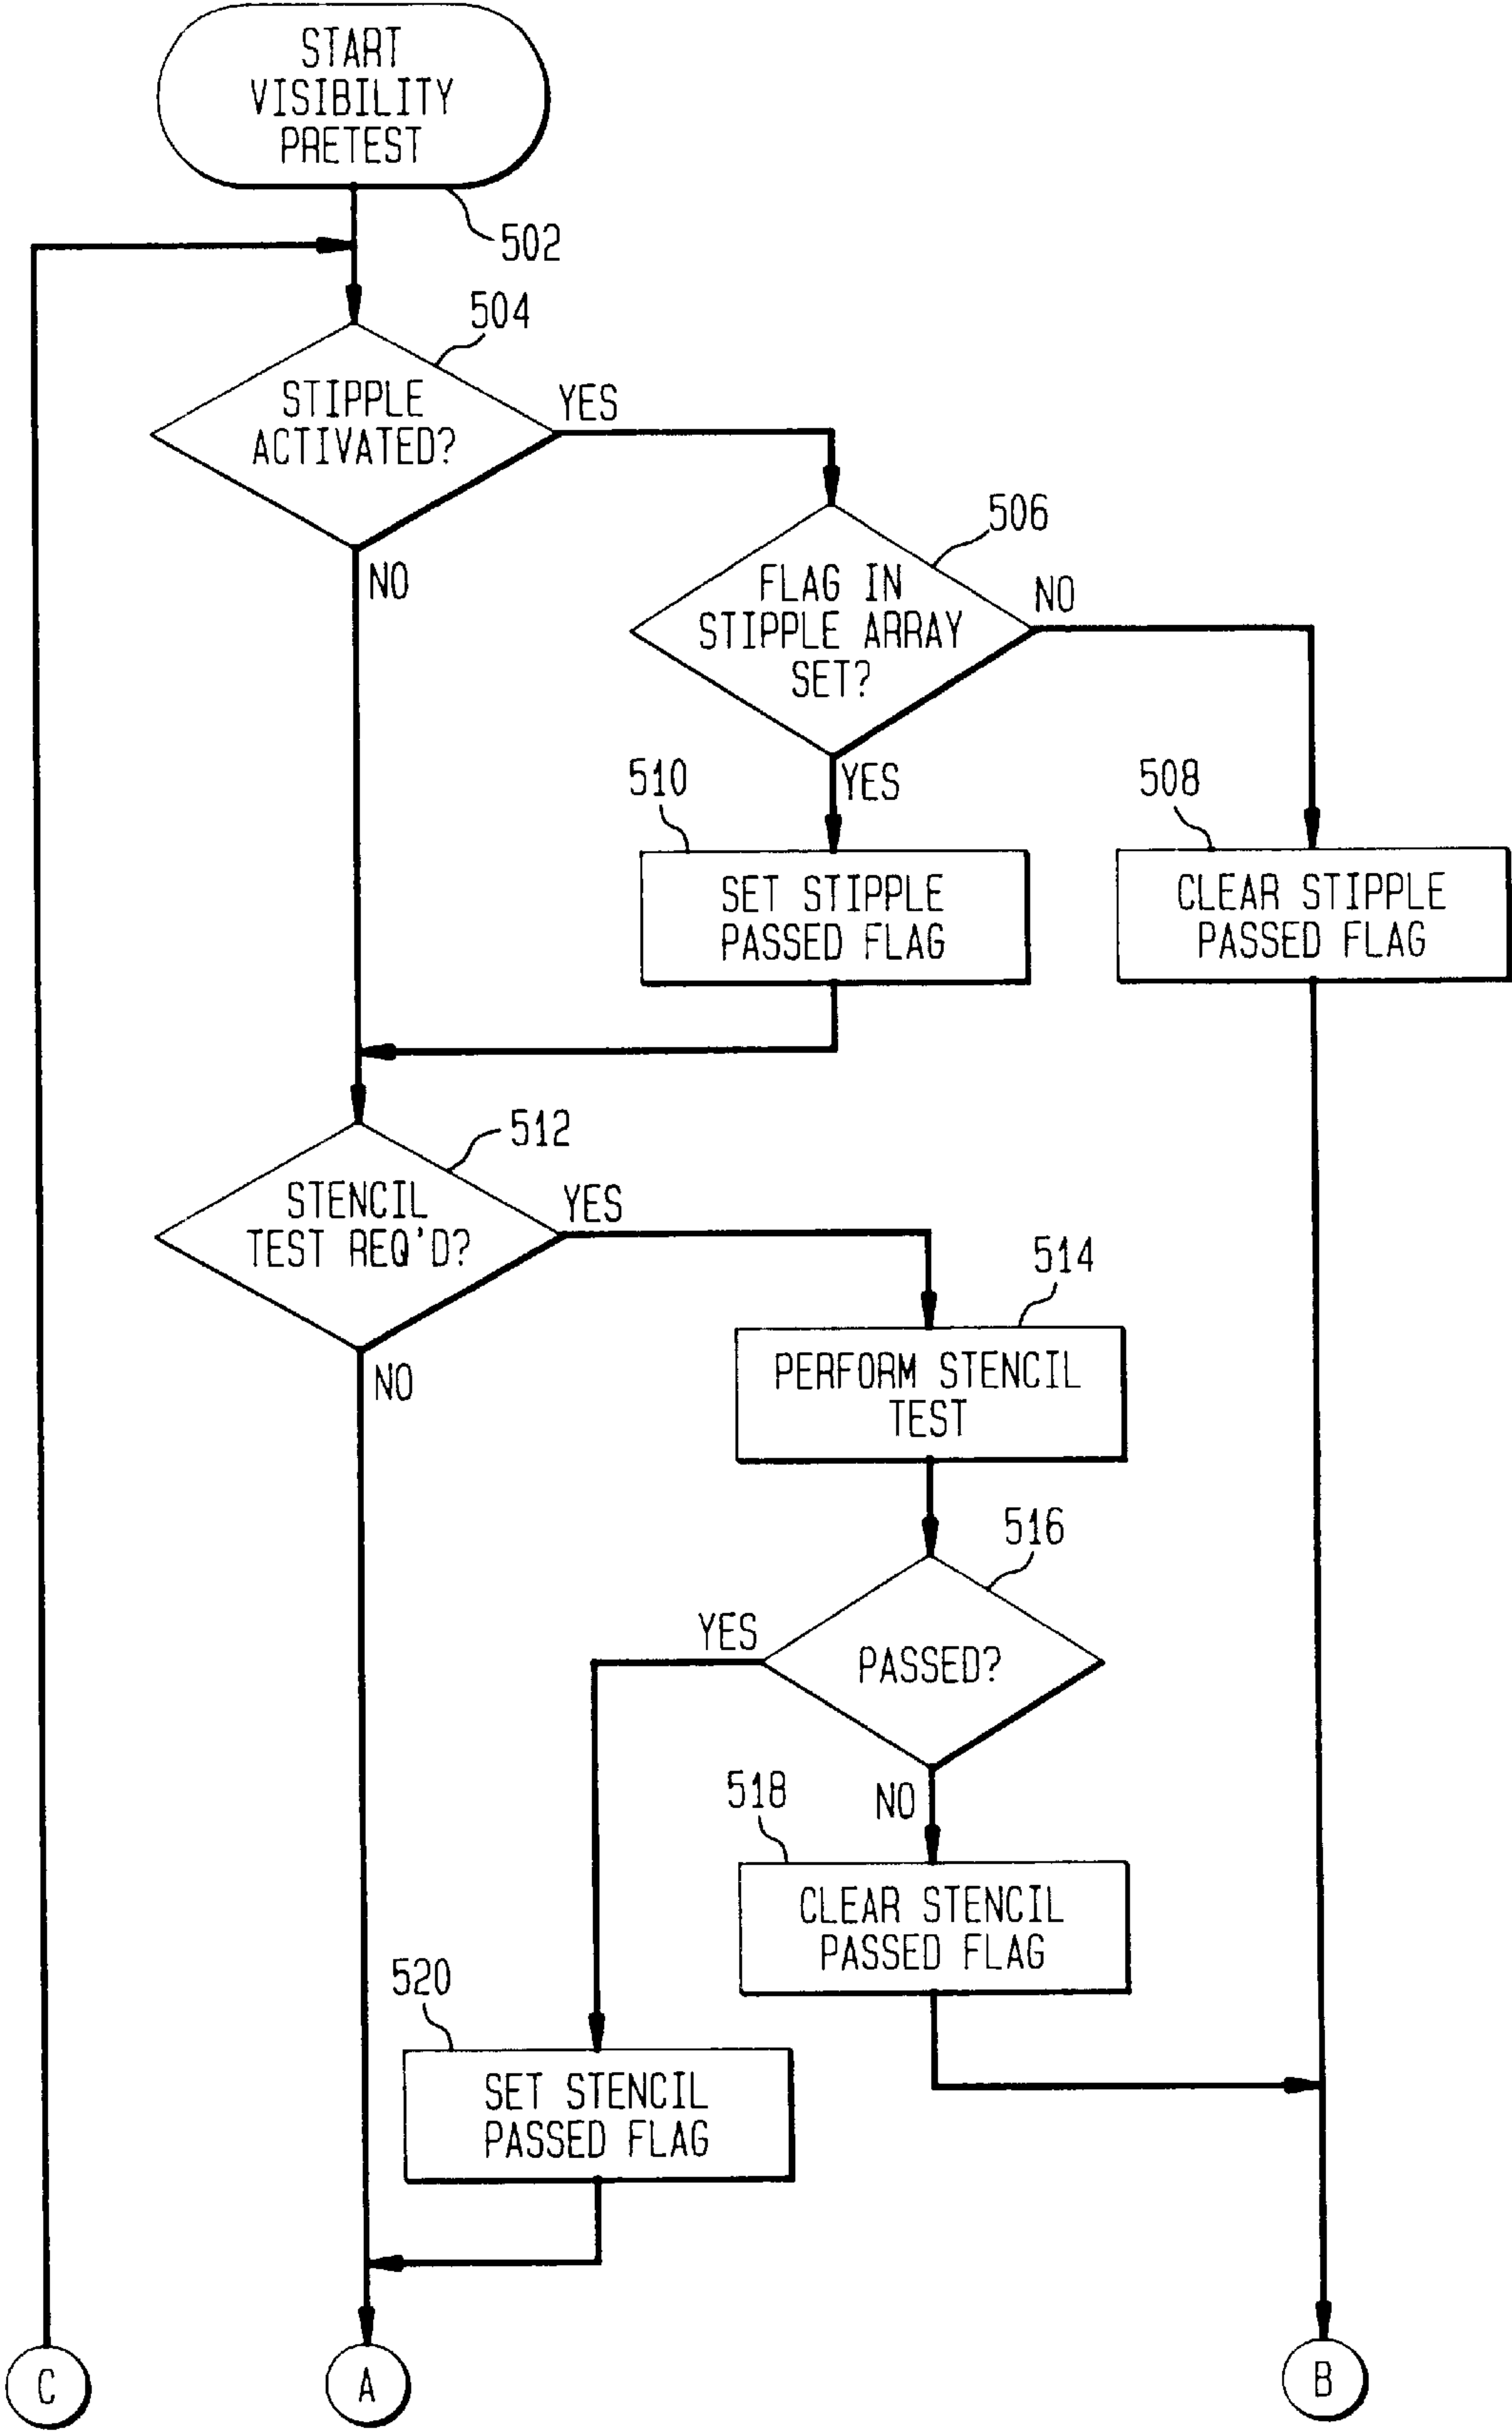 START
VISIBILITY
PRETEST
502
504
STIPPLE
ACTIVATED?
YES
NO
506
FLAG IN
STIPPLE ARRAY
SET?
NO
YES
510
SET STIPPLE
PASSED FLAG
508
CLEAR STIPPLE
PASSED FLAG
512
STENCIL
TEST REQ'D?
YES
NO
514
PERFORM STENCIL
TEST
516
PASSED?
YES
NO
518
CLEAR STENCIL
PASSED FLAG
520
SET STENCIL
PASSED FLAG
C
A
B